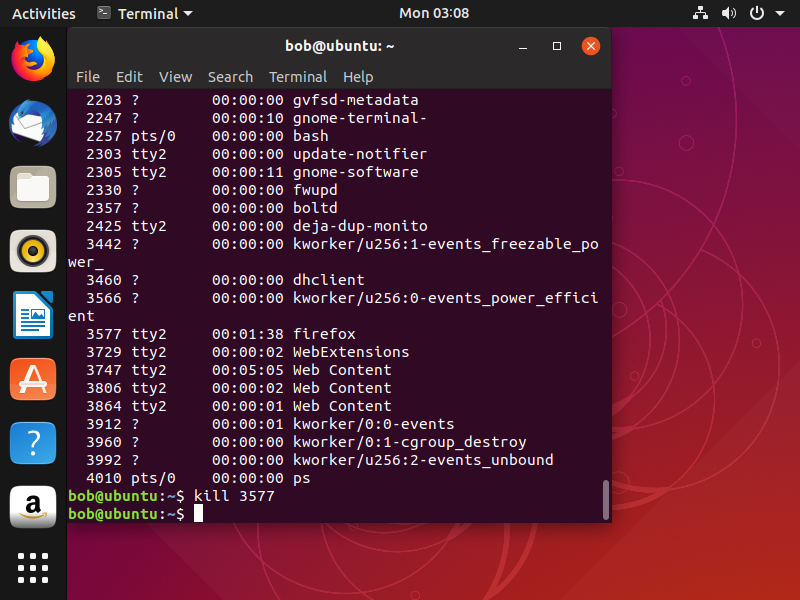 Activities Terminal Mon 03:08
bob@ubuntu: ~
File Edit View Search Terminal Help
2203 ? 00:00:00 gvfsd-metadata
2247 ? 00:00:10 gnome-terminal-
2257 pts/0 00:00:00 bash
2303 tty2 00:00:00 update-notifier
2305 tty2 00:00:11 gnome-software
2330 ? 00:00:00 fwupd
2357 ? 00:00:00 boltd
2425 tty2 00:00:00 deja-dup-monito
3442 ? 00:00:00 kworker/u256:1-events_freezable_po
wer_
3460 ? 00:00:00 dhclient
3566 ? 00:00:00 kworker/u256:0-events_power_effici
ent
3577 tty2 00:01:38 firefox
3729 tty2 00:00:02 WebExtensions
3747 tty2 00:05:05 Web Content
3806 tty2 00:00:02 Web Content
3864 tty2 00:00:01 Web Content
3912 ? 00:00:01 kworker/0:0-events
3960 ? 00:00:00 kworker/0:1-cgroup_destroy
3992 ? 00:00:00 kworker/u256:2-events_unbound
4010 pts/0 00:00:00 ps
bob@ubuntu:~$ kill 3577
bob@ubuntu:~$
?
a